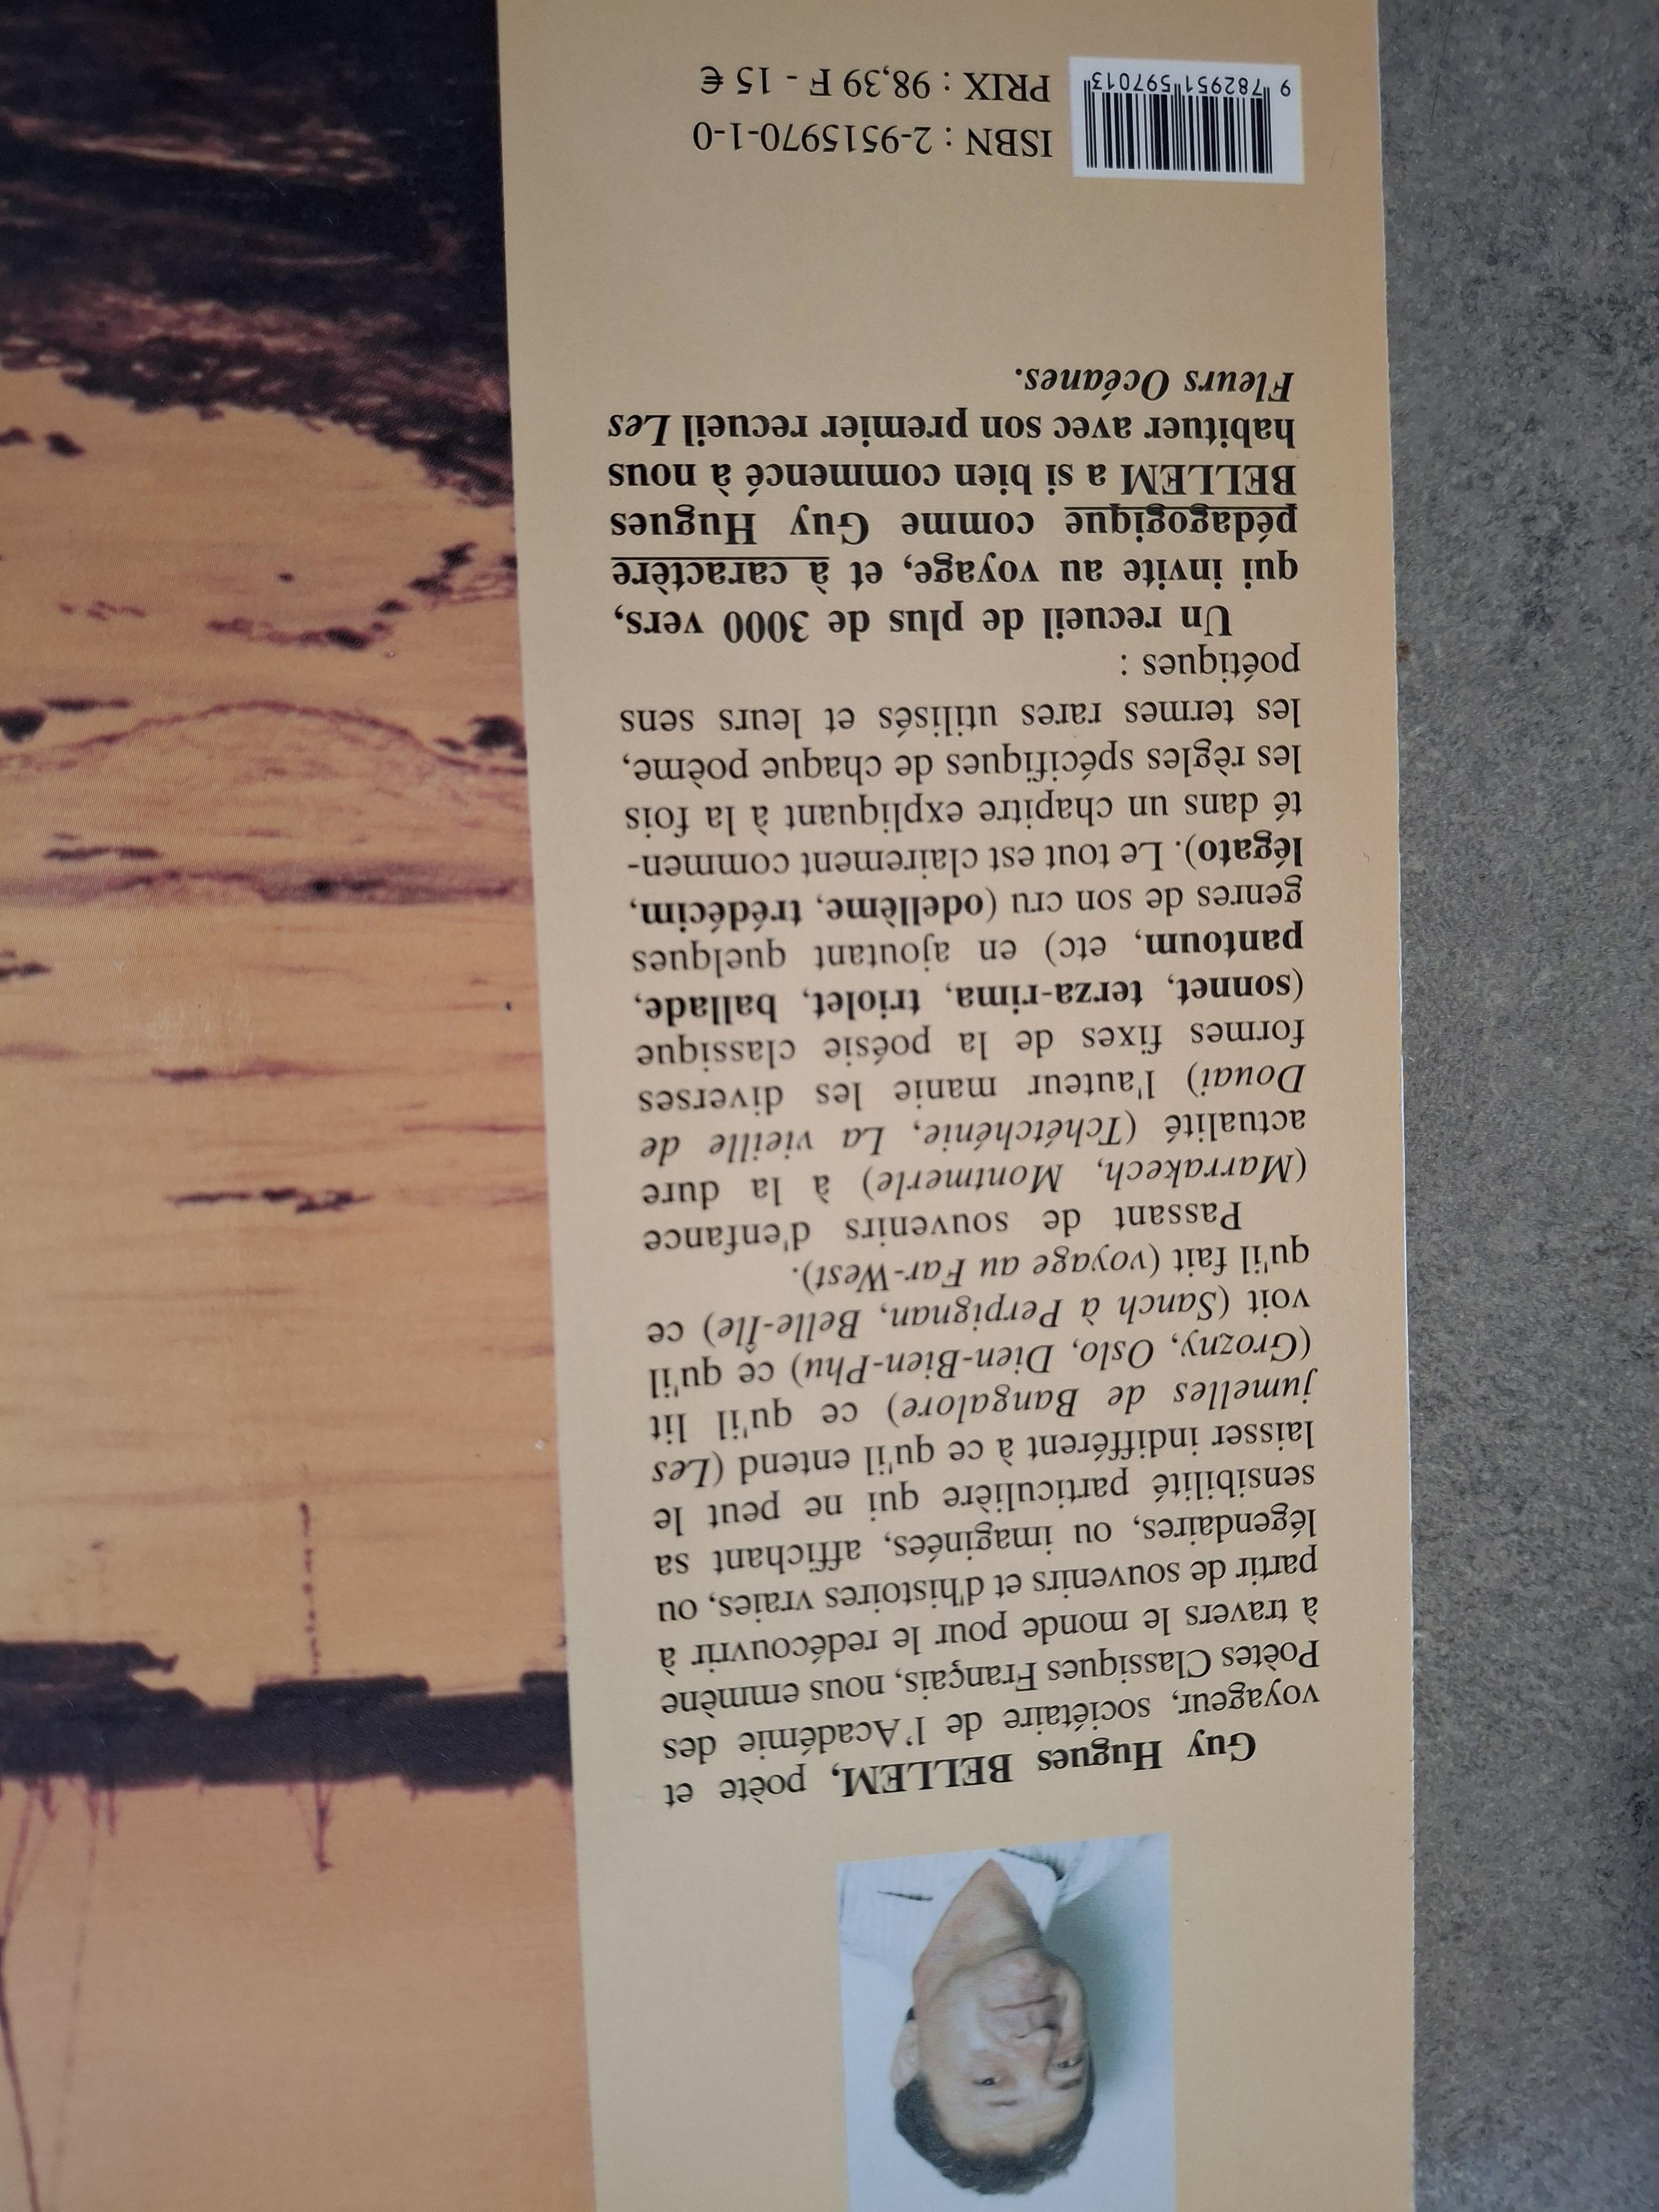 Guy Hugues BELLEM, poète et
voyageur, sociétaire de l'Académie des
Poètes Classiques Français, nous emmène
à travers le monde pour le redécouvrir à
partir de souvenirs et d'histoires vraies, ou
légendaires, ou imaginées, affichant sa
sensibilité particulière qui ne peut le
laisser indifférent à ce qu'il entend (Les
jumelles de Bangalore) ce qu'il lit
(Grozny, Oslo, Dien-Bien-Phu) ce qu'il
voit (Sanch à Perpignan, Belle-Île) ce
qu'il fait (voyage au Far-West).
Passant de souvenirs d'enfance
(Marrakech, Montmerle) à la dure
actualité (Tchétchénie, La vieille de
Douai) l'auteur manie les diverses
formes fixes de la poésie classique
(sonnet, terza-rima, triolet, ballade,
pantoum, etc) en ajoutant quelques
genres de son cru (odellème, trédécim,
légato). Le tout est clairement commen-
té dans un chapitre expliquant à la fois
les règles spécifiques de chaque poème,
les termes rares utilisés et leurs sens
poétiques :
Un recueil de plus de 3000 vers,
qui invite au voyage, et à caractère
pédagogique comme Guy Hugues
BELLEM a si bien commencé à nous
habituer avec son premier recueil Les
Fleurs Océanes.
ISBN : 2-9515970-1-0
PRIX : 98,39 F - 15 €
9 782951 597013